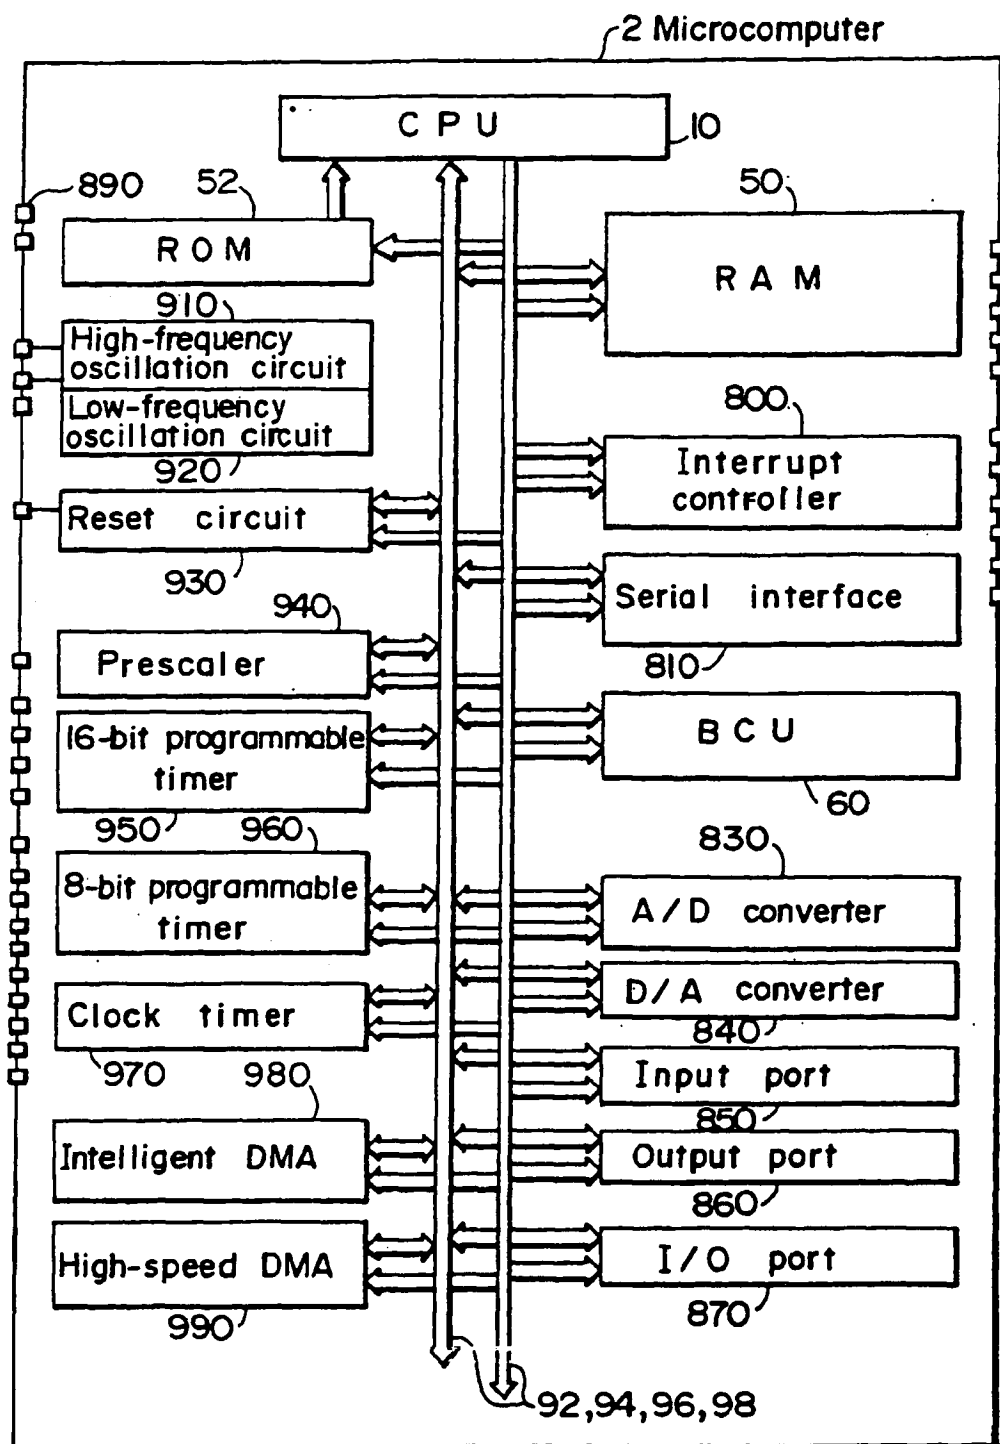 2 Microcomputer
CPU
10
890
52
50
ROM
RAM
910
High-frequency
oscillation circuit
Low-frequency
oscillation circuit
920
800
Interrupt
controller
Reset circuit
930
Serial interface
810
940
Prescaler
BCU
60
16-bit programmable
timer
950
960
830
8-bit programmable
timer
A/D converter
D/A converter
840
Clock timer
970
980
Input port
850
Intelligent DMA
Output port
860
High-speed DMA
990
I/O port
870
92,94,96,98